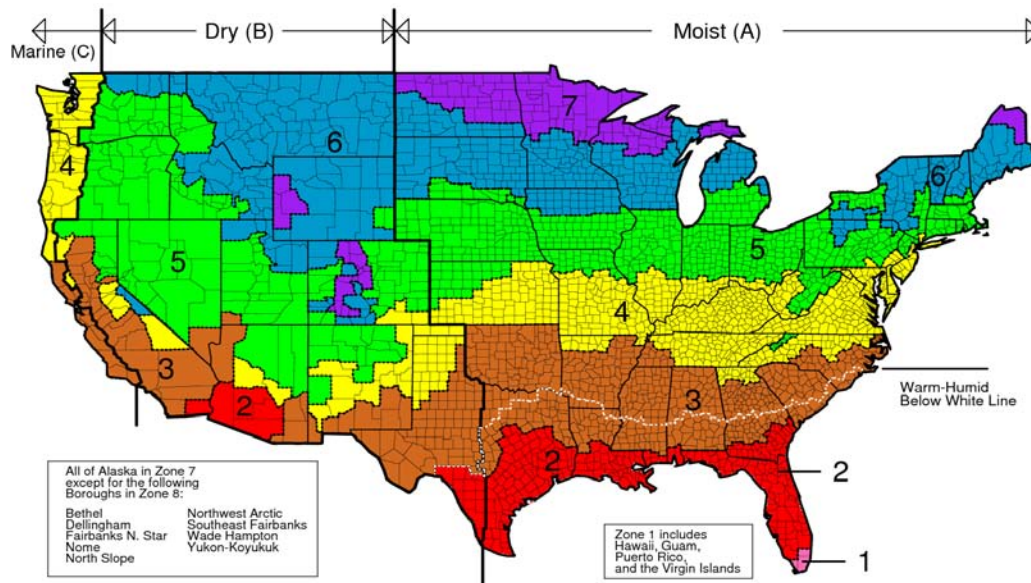 Marine (C)
Dry (B)
Moist (A)
7
6
6
4
5
5
4
3
3
2
2
2
1
Warm-Humid
Below White Line
All of Alaska in Zone 7
except for the following
Boroughs in Zone 8:
Bethel
Dellingham
Fairbanks N. Star
Nome
North Slope
Northwest Arctic
Southeast Fairbanks
Wade Hampton
Yukon-Koyukuk
Zone 1 includes
Hawaii, Guam,
Puerto Rico,
and the Virgin Islands